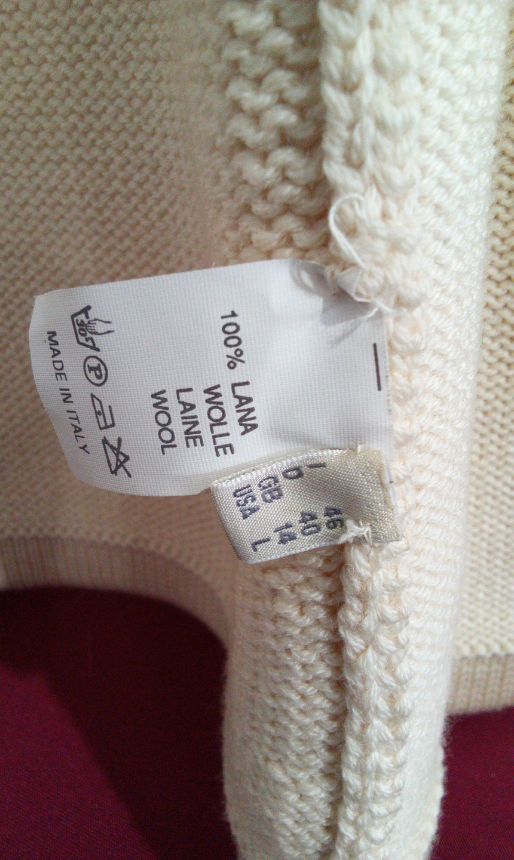 100% LANA
WOLLE
LAINE
WOOL
30°
P
MADE IN ITALY
I 46
D 40
GB 14
USA L